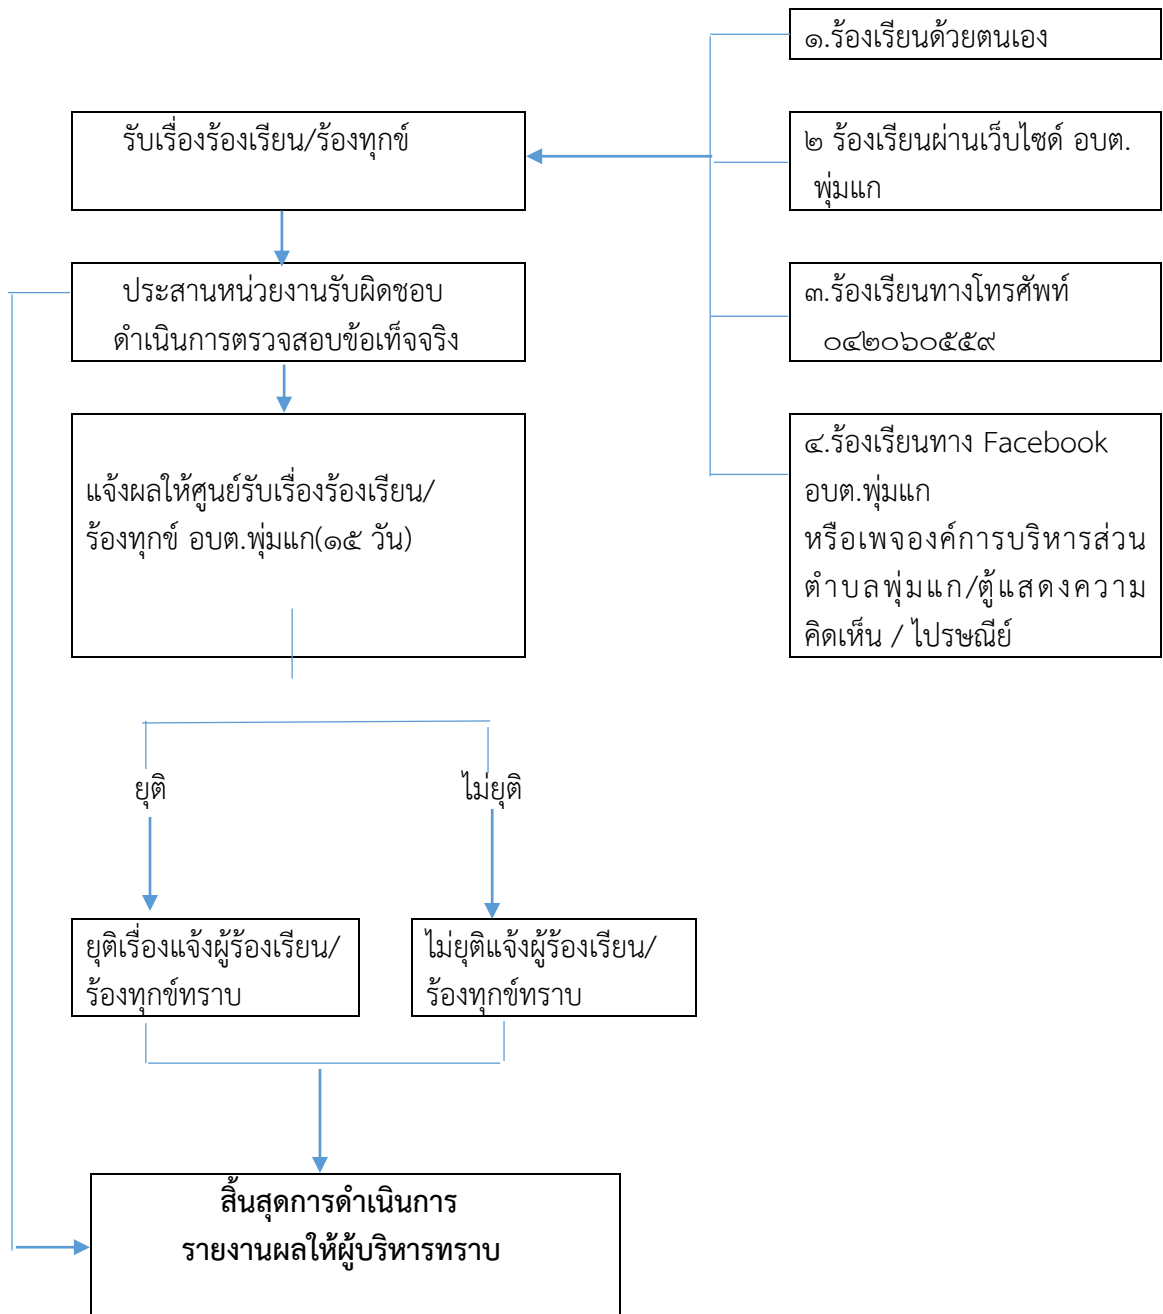 ๑.ร้องเรียนด้วยตนเอง
รับเรื่องร้องเรียน/ร้องทุกข์
๒ ร้องเรียนผ่านเว็บไซด์ อบต.
พุ่มแก
ประสานหน่วยงานรับผิดชอบ
ดำเนินการตรวจสอบข้อเท็จจริง
๓.ร้องเรียนทางโทรศัพท์
๐๔๒๐๖๐๕๕๙
แจ้งผลให้ศูนย์รับเรื่องร้องเรียน/
ร้องทุกข์ อบต.พุ่มแก(๑๕ วัน)
๔.ร้องเรียนทาง Facebook
อบต.พุ่มแก
หรือเพจองค์การบริหารส่วน
ตำบลพุ่มแก/ตู้แสดงความ
คิดเห็น / ไปรษณีย์
ยุติ
ไม่ยุติ
ยุติเรื่องแจ้งผู้ร้องเรียน/
ร้องทุกข์ทราบ
ไม่ยุติแจ้งผู้ร้องเรียน/
ร้องทุกข์ทราบ
สิ้นสุดการดำเนินการ
รายงานผลให้ผู้บริหารทราบ